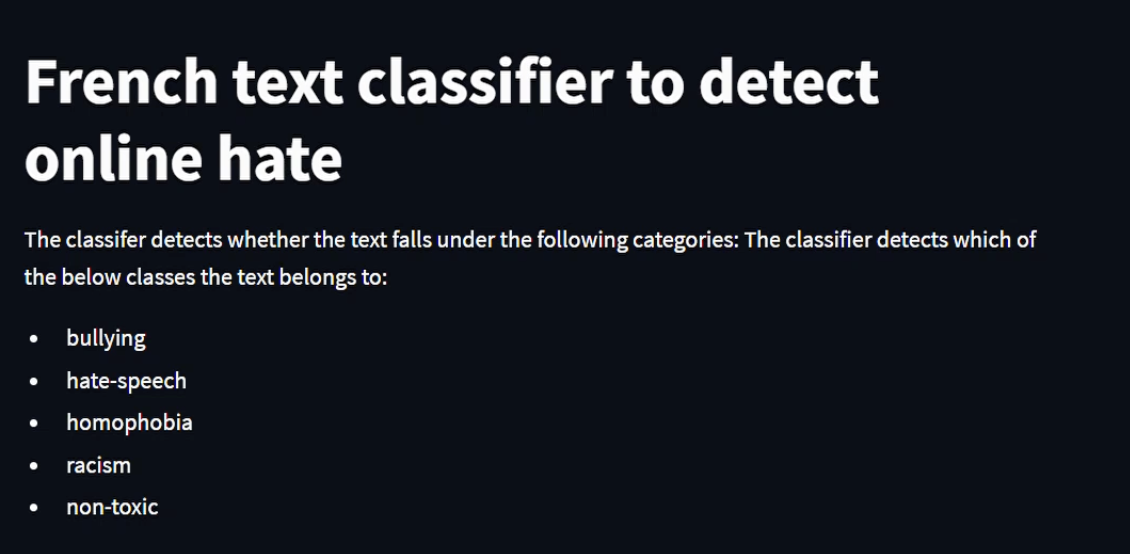 French text classifier to detect
online hate
The classifer detects whether the text falls under the following categories: The classifier detects which of
the below classes the text belongs to:
• bullying
• hate-speech
• homophobia
• racism
• non-toxic